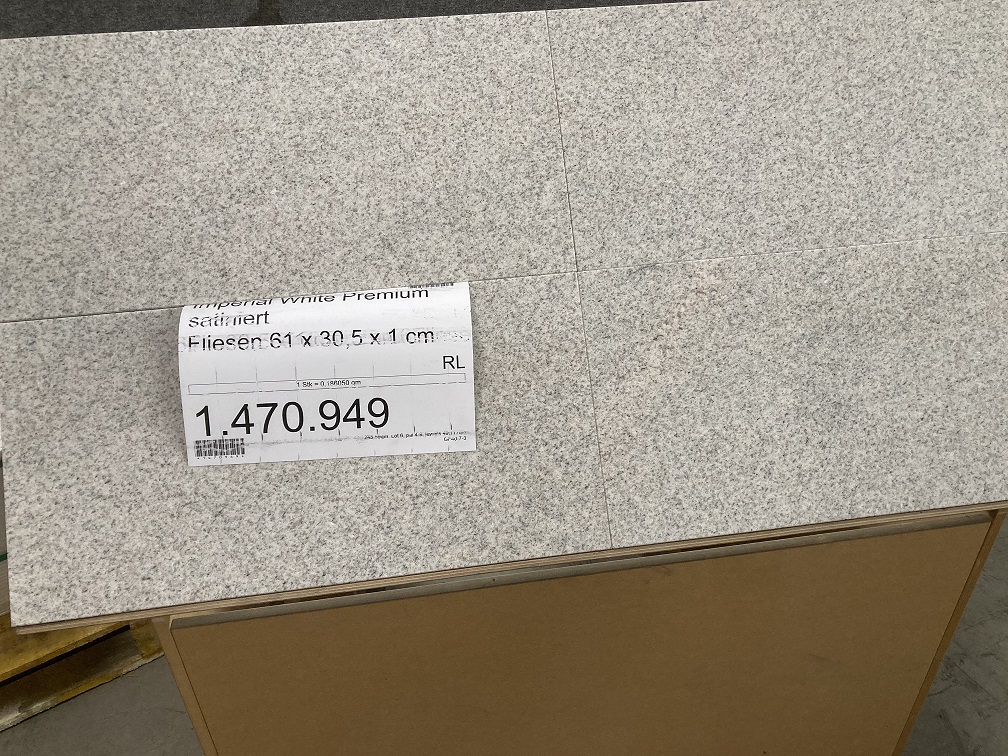 Imperial White Premium
satiniert
Fliesen 61 x 30,5 x 1 cm
RL
1 Stk = 0,186050 qm
1.470.949